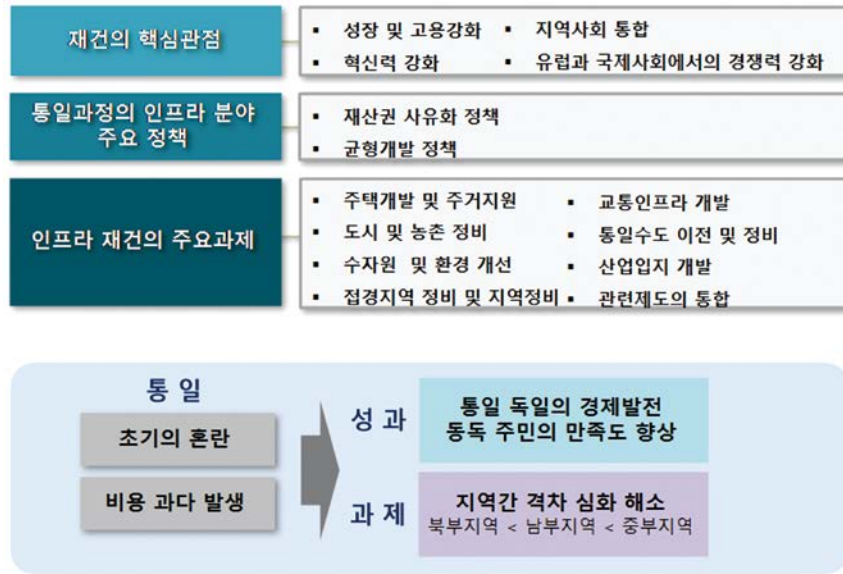 재건의 핵심관점
▪ 성장 및 고용강화 ▪ 지역사회 통합
▪ 혁신력 강화 ▪ 유럽과 국제사회에서의 경쟁력 강화
통일과정의 인프라 분야
주요 정책
▪ 재산권 사유화 정책
▪ 균형개발 정책
인프라 재건의 주요과제
▪ 주택개발 및 주거지원 ▪ 교통인프라 개발
▪ 도시 및 농촌 정비 ▪ 통일수도 이전 및 정비
▪ 수자원 및 환경 개선 ▪ 산업입지 개발
▪ 접경지역 정비 및 지역정비 ▪ 관련제도의 통합
통 일
초기의 혼란
비용 과다 발생
성 과
통일 독일의 경제발전
동독 주민의 만족도 향상
과 제
지역간 격차 심화 해소
북부지역 < 남부지역 < 중부지역